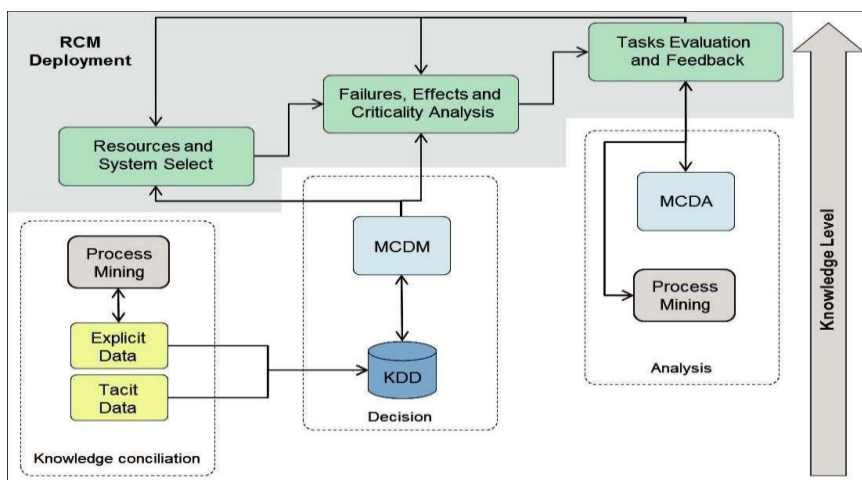 RCM
Deployment
Tasks Evaluation
and Feedback
Failures, Effects and
Criticality Analysis
Resources and
System Select
Process
Mining
Explicit
Data
Tacit
Data
Knowledge conciliation
MCDM
KDD
Decision
MCDA
Process
Mining
Analysis
Knowledge Level